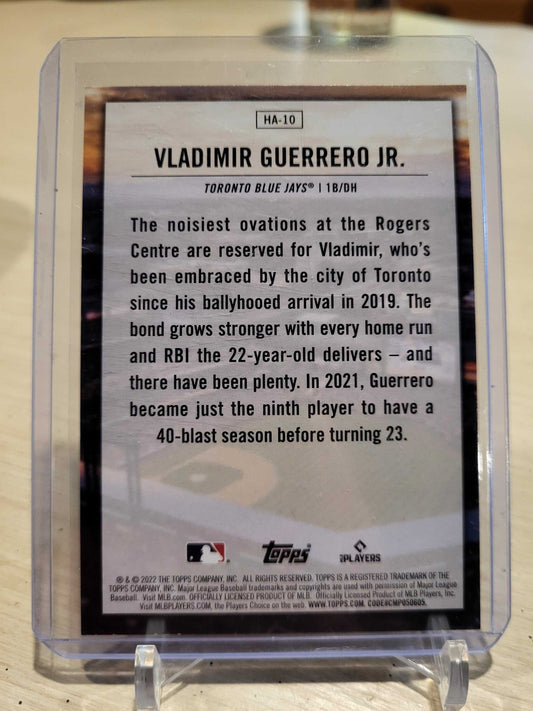 HA-10
VLADIMIR GUERRERO JR.
TORONTO BLUE JAYS® | 1B/DH
The noisiest ovations at the Rogers
Centre are reserved for Vladimir, who's
been embraced by the city of Toronto
since his ballyhooed arrival in 2019. The
bond grows stronger with every home run
and RBI the 22-year-old delivers – and
there have been plenty. In 2021, Guerrero
became just the ninth player to have a
40-blast season before turning 23.
Topps
PLAYERS
® & © 2022 THE TOPPS COMPANY, INC. ALL RIGHTS RESERVED. TOPPS IS A REGISTERED TRADEMARK OF THE
TOPPS COMPANY, INC. Major League Baseball trademarks and copyrights are used with permission of Major League
Baseball. Visit MLB.com. OFFICIALLY LICENSED PRODUCT OF MLB. Officially Licensed Product of MLB Players, Inc.
Visit MLBPLAYERS.COM, the Players Choice on the web. WWW.TOPPS.COM. CODE#CMP050605.